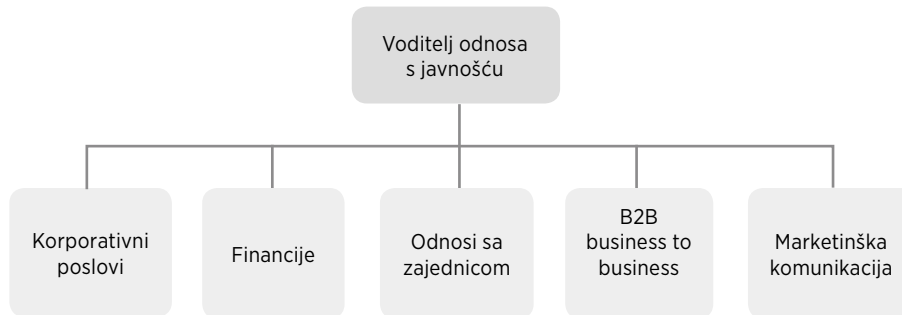 Voditelj odnosa
s javnošću
Korporativni
poslovi
Financije
Odnosi sa
zajednicom
B2B
business to
business
Marketinška
komunikacija